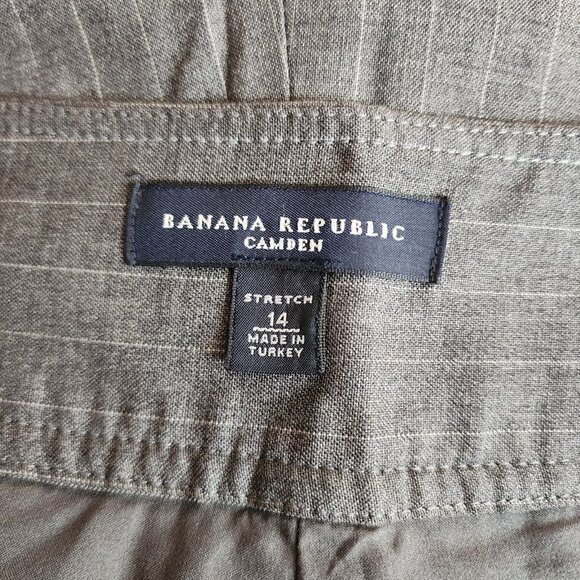 BANANA REPUBLIC
CAMDEN
STRETCH
14
MADE IN
TURKEY